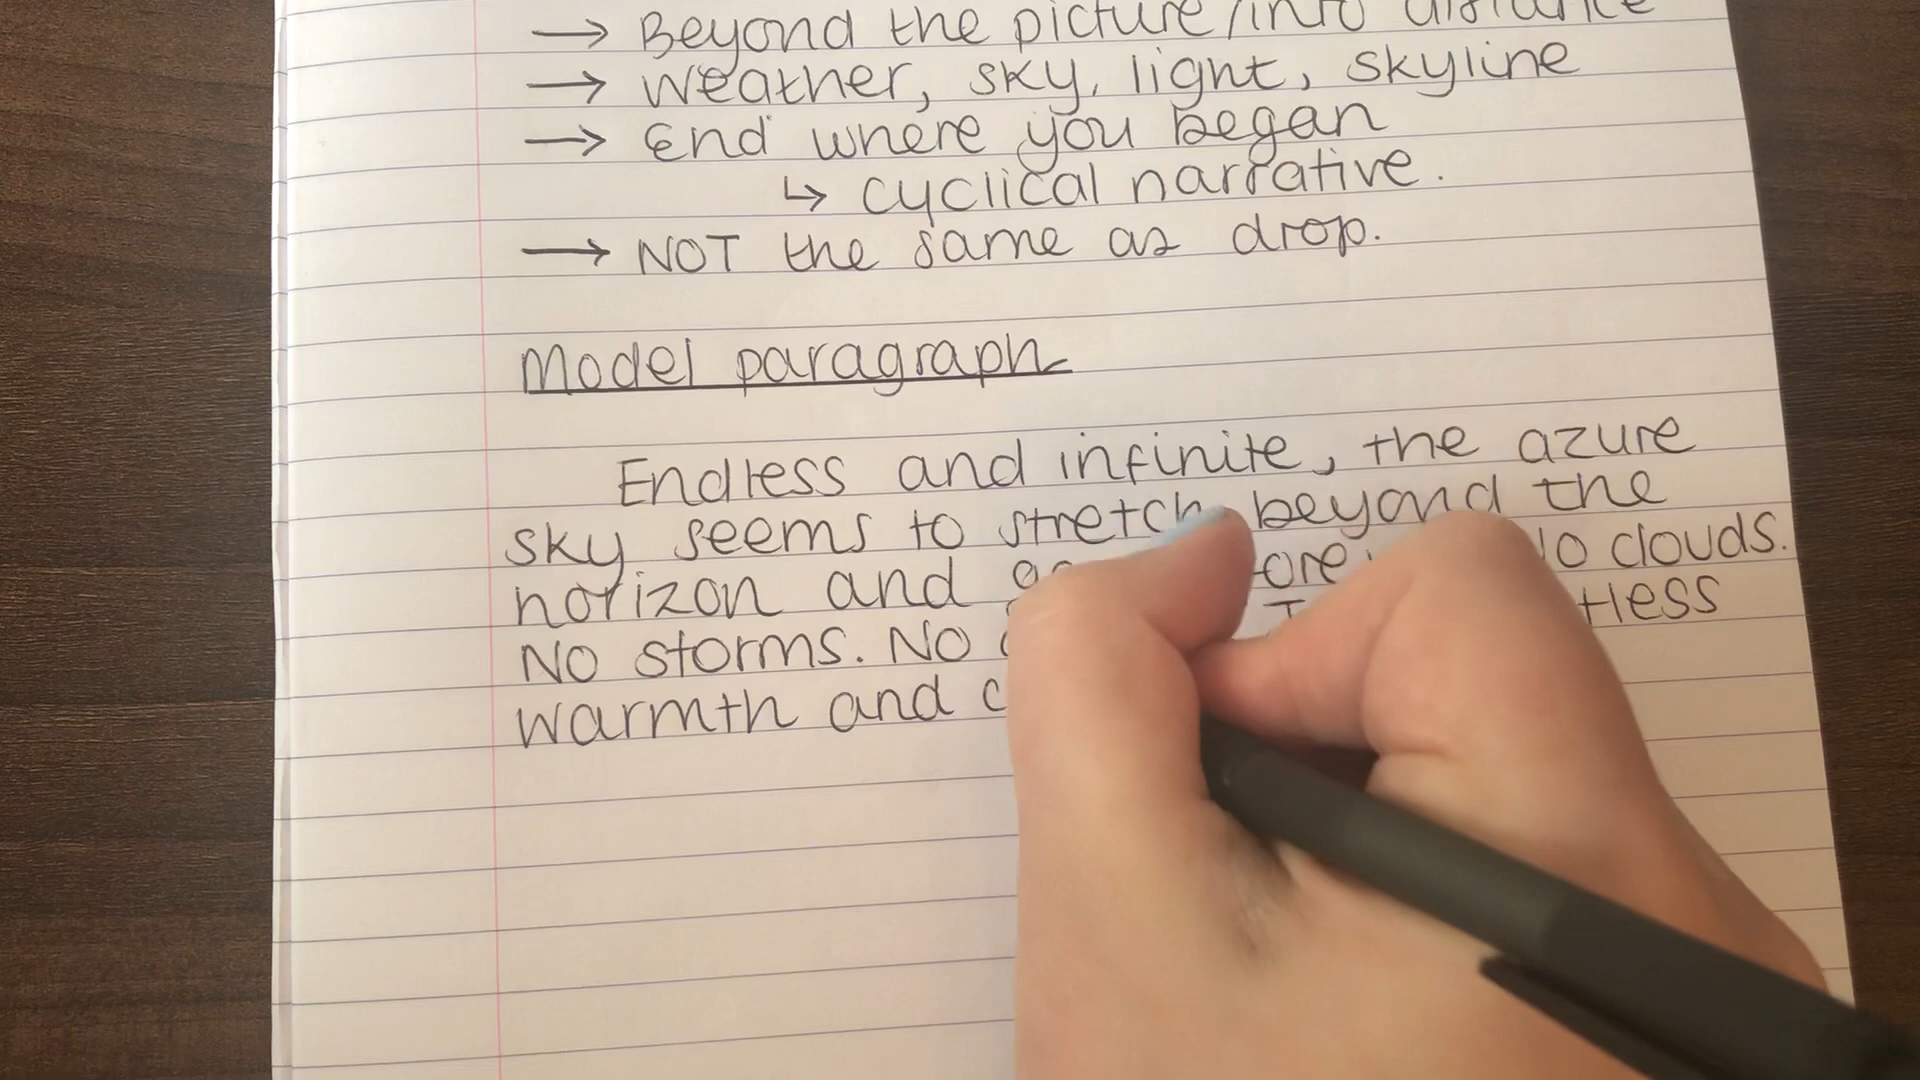 → Beyond the picture/into distance
→ Weather, sky, light, skyline
→ End where you began
↳ cyclical narrative.
→ NOT the same as drop.
Model paragraph
Endless and infinite, the azure
sky seems to stretch beyond the
horizon and clouds.
No storms. No
warmth and